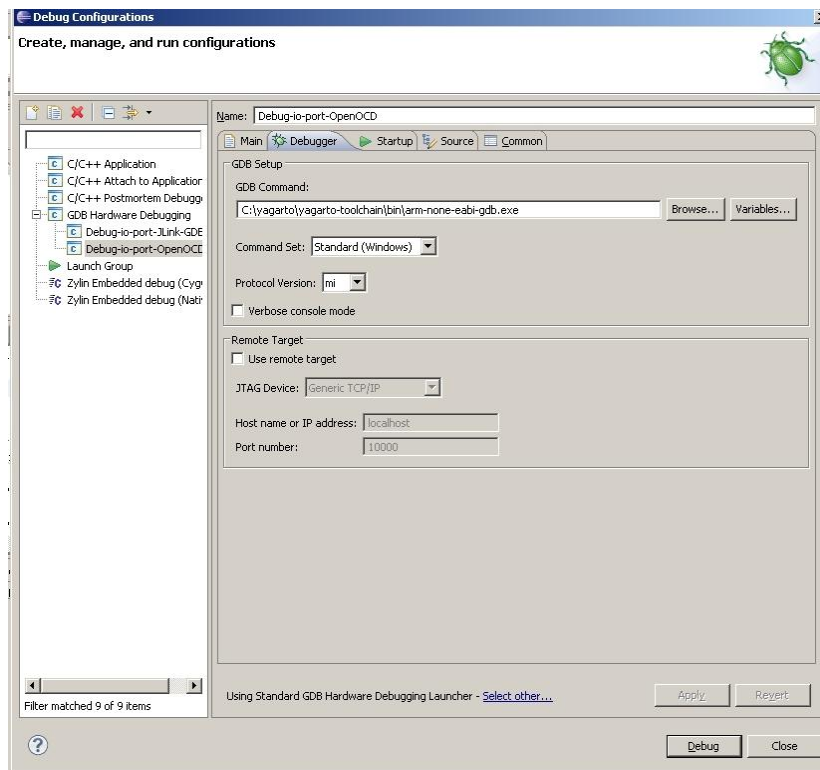 Debug Configurations
Create, manage, and run configurations
Name: Debug-io-port-OpenOCD
Main Debugger Startup Source Common
C/C++ Application
C/C++ Attach to Application
C/C++ Postmortem Debugg
GDB Hardware Debugging
Debug-io-port-JLink-GDB
Debug-io-port-OpenOCD
Launch Group
Zylin Embedded debug (Cyg
Zylin Embedded debug (Nati
Filter matched 9 of 9 items
GDB Setup
GDB Command:
C:\yagarto\yagarto-toolchain\bin\arm-none-eabi-gdb.exe Browse... Variables...
Command Set: Standard (Windows)
Protocol Version: mi
Verbose console mode
Remote Target
Use remote target
JTAG Device: Generic TCP/IP
Host name or IP address: localhost
Port number: 10000
Using Standard GDB Hardware Debugging Launcher - Select other... Apply Revert
? Debug Close